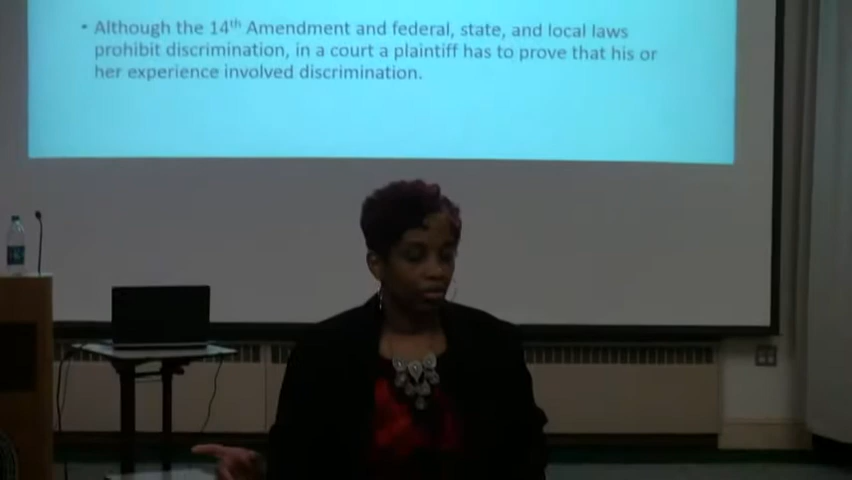 • Although the 14th Amendment and federal, state, and local laws
prohibit discrimination, in a court a plaintiff has to prove that his or
her experience involved discrimination.